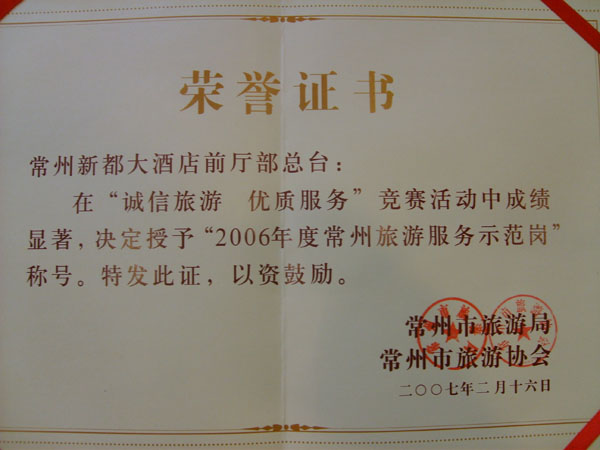 荣誉证书
常州新都大酒店前厅部总台：
在“诚信旅游 优质服务”竞赛活动中成绩
显著，决定授予“2006年度常州旅游服务示范岗”
称号。特发此证，以资鼓励。
常州市旅游局
常州市旅游协会
二〇〇七年二月十六日